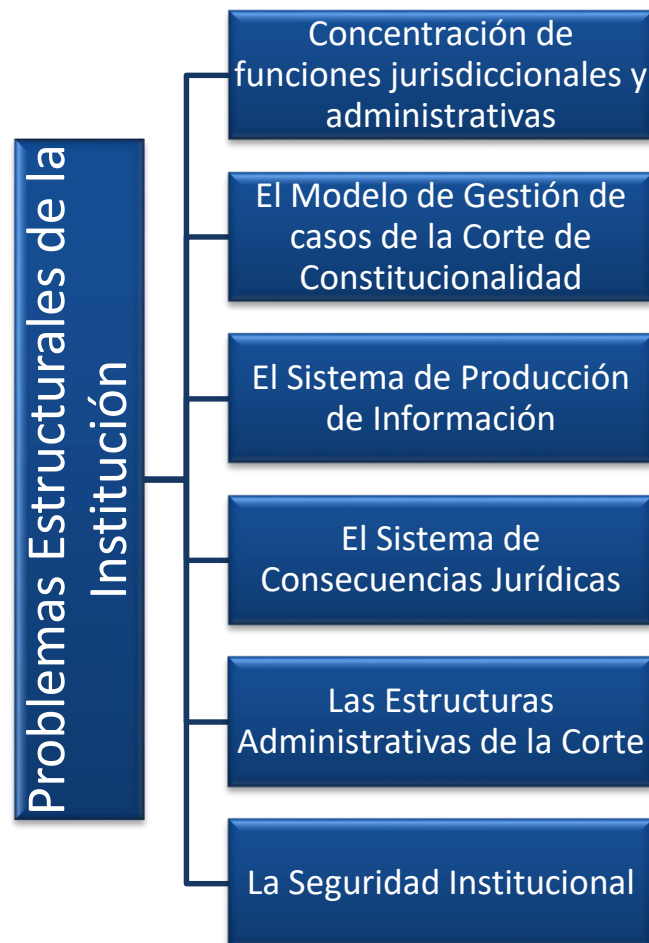 Problemas Estructurales de la
Institución
Concentración de
funciones jurisdiccionales y
administrativas
El Modelo de Gestión de
casos de la Corte de
Constitucionalidad
El Sistema de Producción
de Información
El Sistema de
Consecuencias Jurídicas
Las Estructuras
Administrativas de la Corte
La Seguridad Institucional